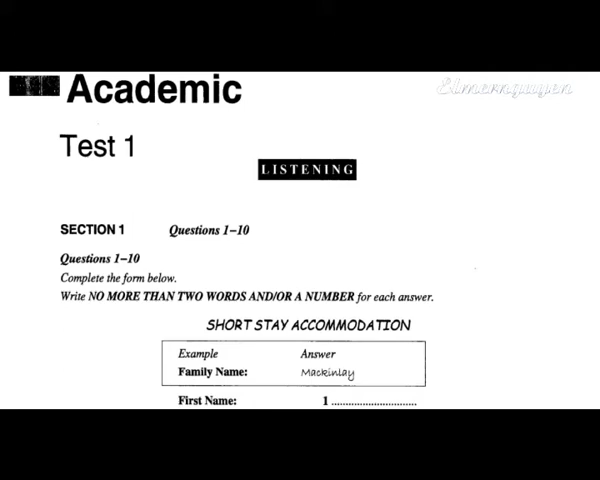 Academic
Elmernguyen
Test 1
LISTENING
SECTION 1 Questions 1–10
Questions 1–10
Complete the form below.
Write NO MORE THAN TWO WORDS AND/OR A NUMBER for each answer.
SHORT STAY ACCOMMODATION
Example Answer
Family Name: Mackinlay
First Name: 1 ..............................